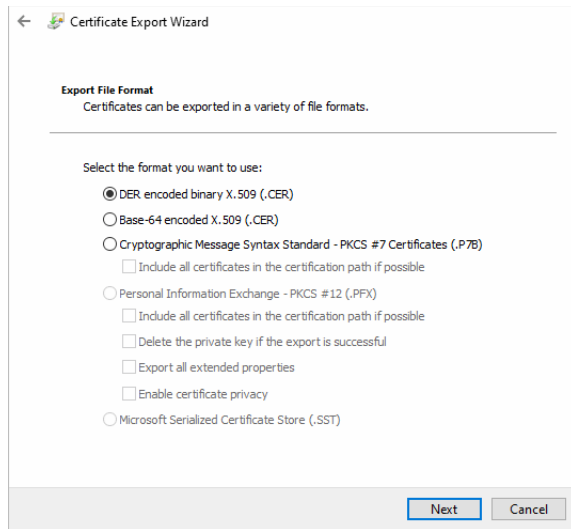 Certificate Export Wizard
Export File Format
Certificates can be exported in a variety of file formats.
Select the format you want to use:
DER encoded binary X.509 (.CER)
Base-64 encoded X.509 (.CER)
Cryptographic Message Syntax Standard - PKCS #7 Certificates (.P7B)
Include all certificates in the certification path if possible
Personal Information Exchange - PKCS #12 (.PFX)
Include all certificates in the certification path if possible
Delete the private key if the export is successful
Export all extended properties
Enable certificate privacy
Microsoft Serialized Certificate Store (.SST)
Next Cancel